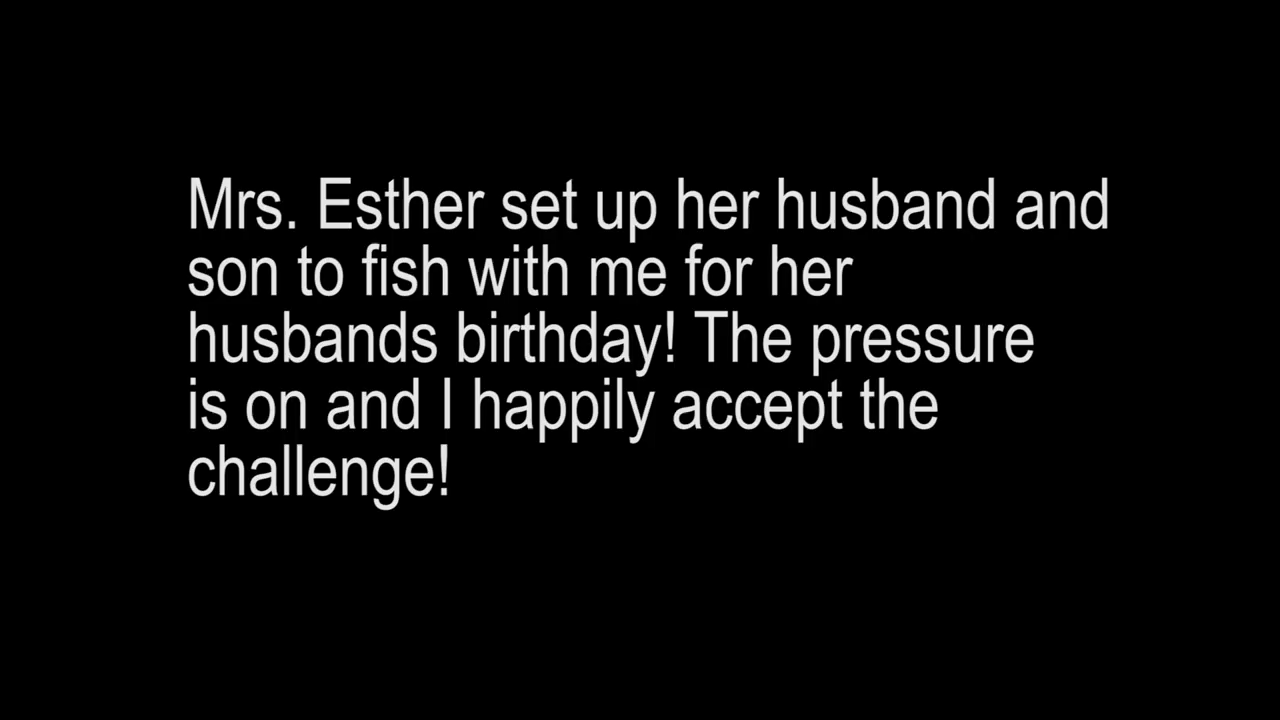 Mrs. Esther set up her husband and
son to fish with me for her
husbands birthday! The pressure
is on and I happily accept the
challenge!